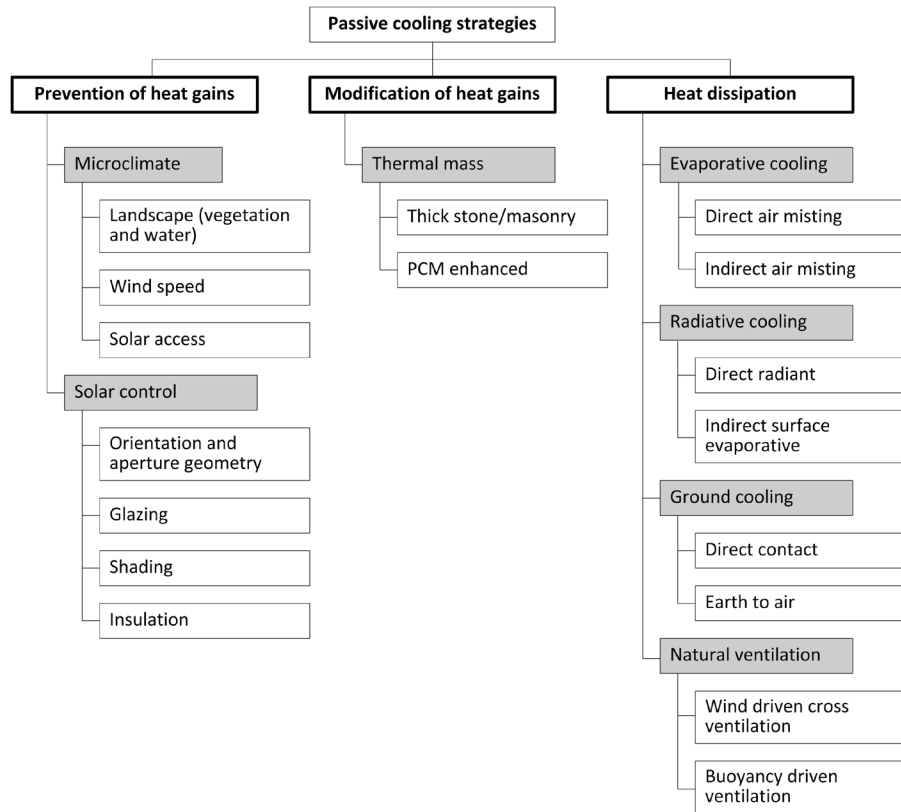 Passive cooling strategies
Prevention of heat gains
Microclimate
Landscape (vegetation
and water)
Wind speed
Solar access
Solar control
Orientation and
aperture geometry
Glazing
Shading
Insulation
Modification of heat gains
Thermal mass
Thick stone/masonry
PCM enhanced
Heat dissipation
Evaporative cooling
Direct air misting
Indirect air misting
Radiative cooling
Direct radiant
Indirect surface
evaporative
Ground cooling
Direct contact
Earth to air
Natural ventilation
Wind driven cross
ventilation
Buoyancy driven
ventilation